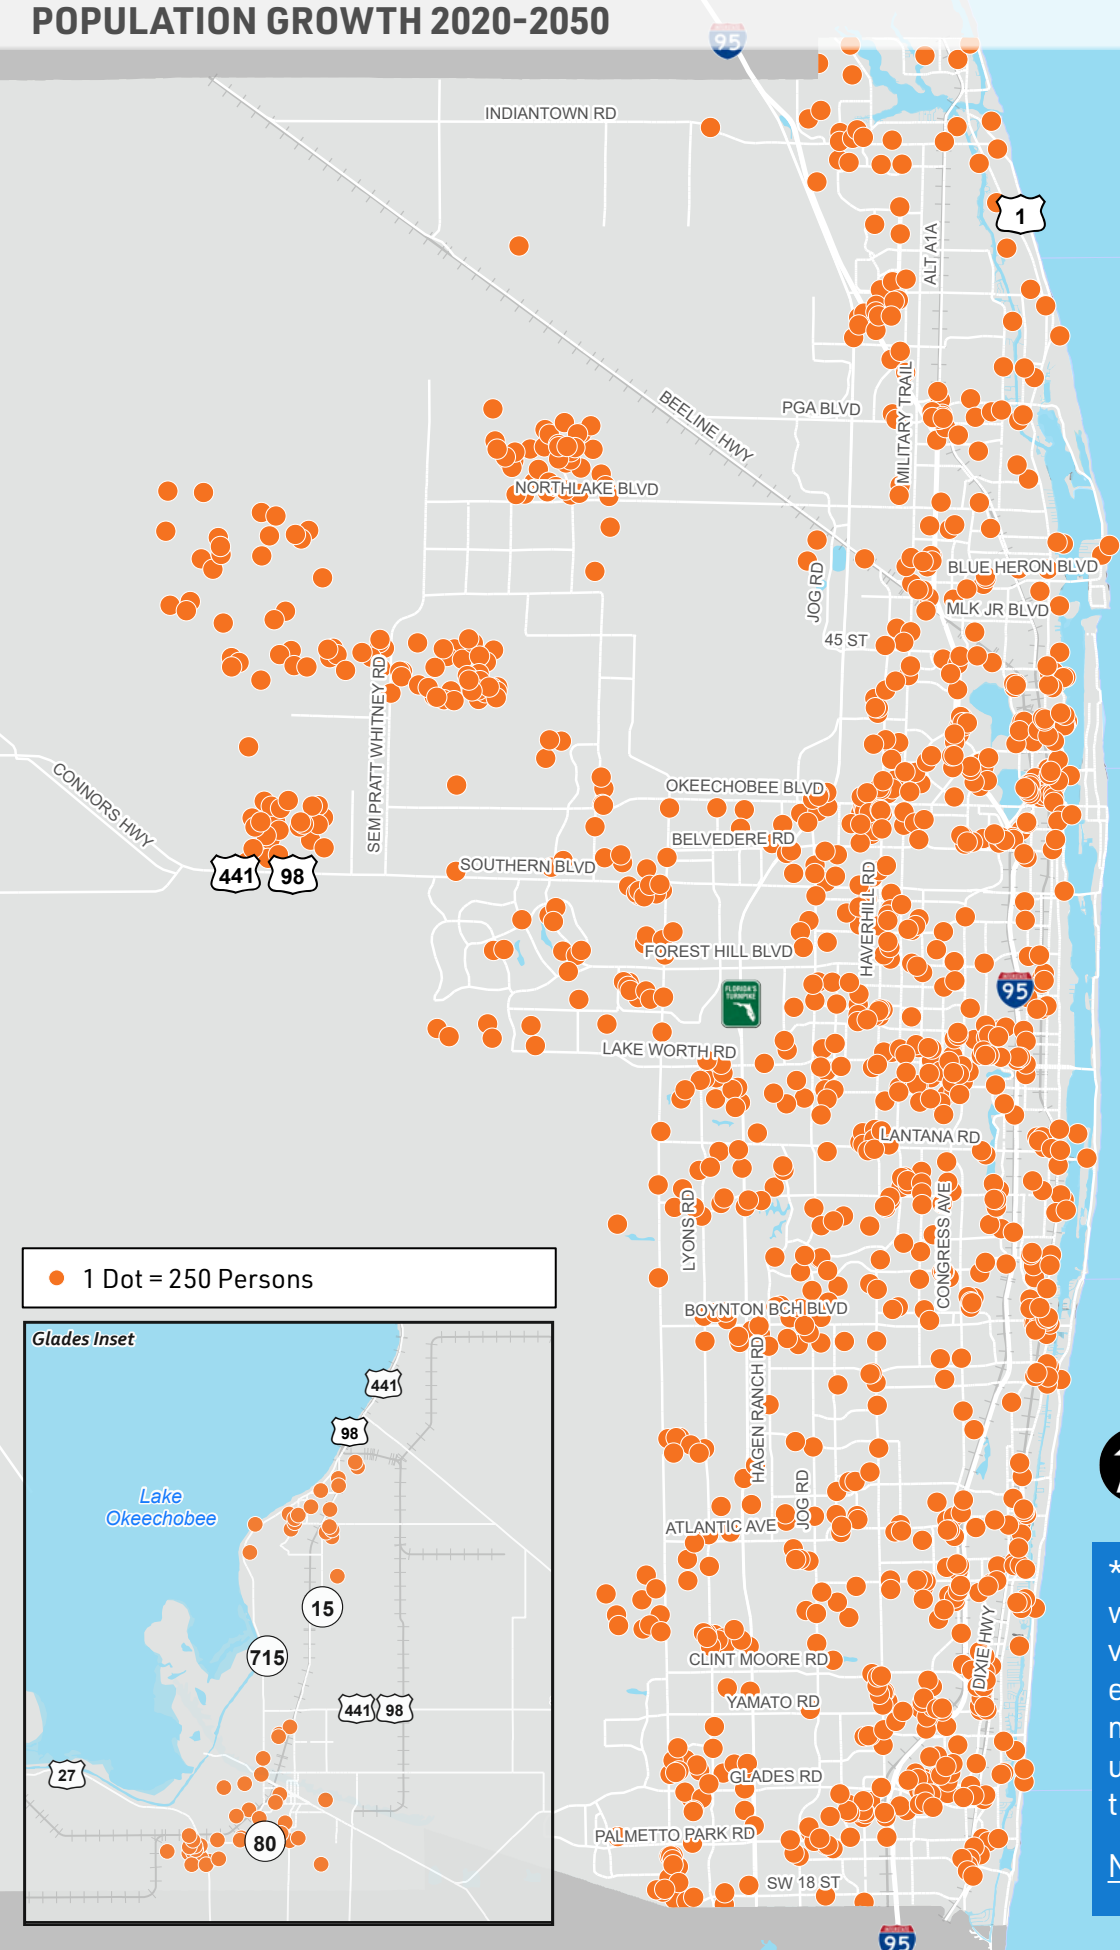 POPULATION GROWTH 2020-2050
95
INDIANTOWN RD
1
ALT A1A
MILITARY TRAIL
PGA BLVD
BEELINE HWY
NORTHLAKE BLVD
BLUE HERON BLVD
JOG RD
MLK JR BLVD
45 ST
SEM PRATT WHITNEY RD
CONNORS HWY
OKEECHOBEE BLVD
BELVEDERE RD
SOUTHERN BLVD
441
98
HAVERHILL RD
FOREST HILL BLVD
FLORIDA'S
TURNPIKE
INTERSTATE
95
LAKE WORTH RD
LANTANA RD
LYONS RD
CONGRESS AVE
1 Dot = 250 Persons
BOYNTON BCH BLVD
Glades Inset
441
98
HAGEN RANCH RD
JOG RD
Lake
Okeechobee
ATLANTIC AVE
15
715
DIXIE HWY
CLINT MOORE RD
441
98
YAMATO RD
27
GLADES RD
80
PALMETTO PARK RD
SW 18 ST
INTERSTATE
95